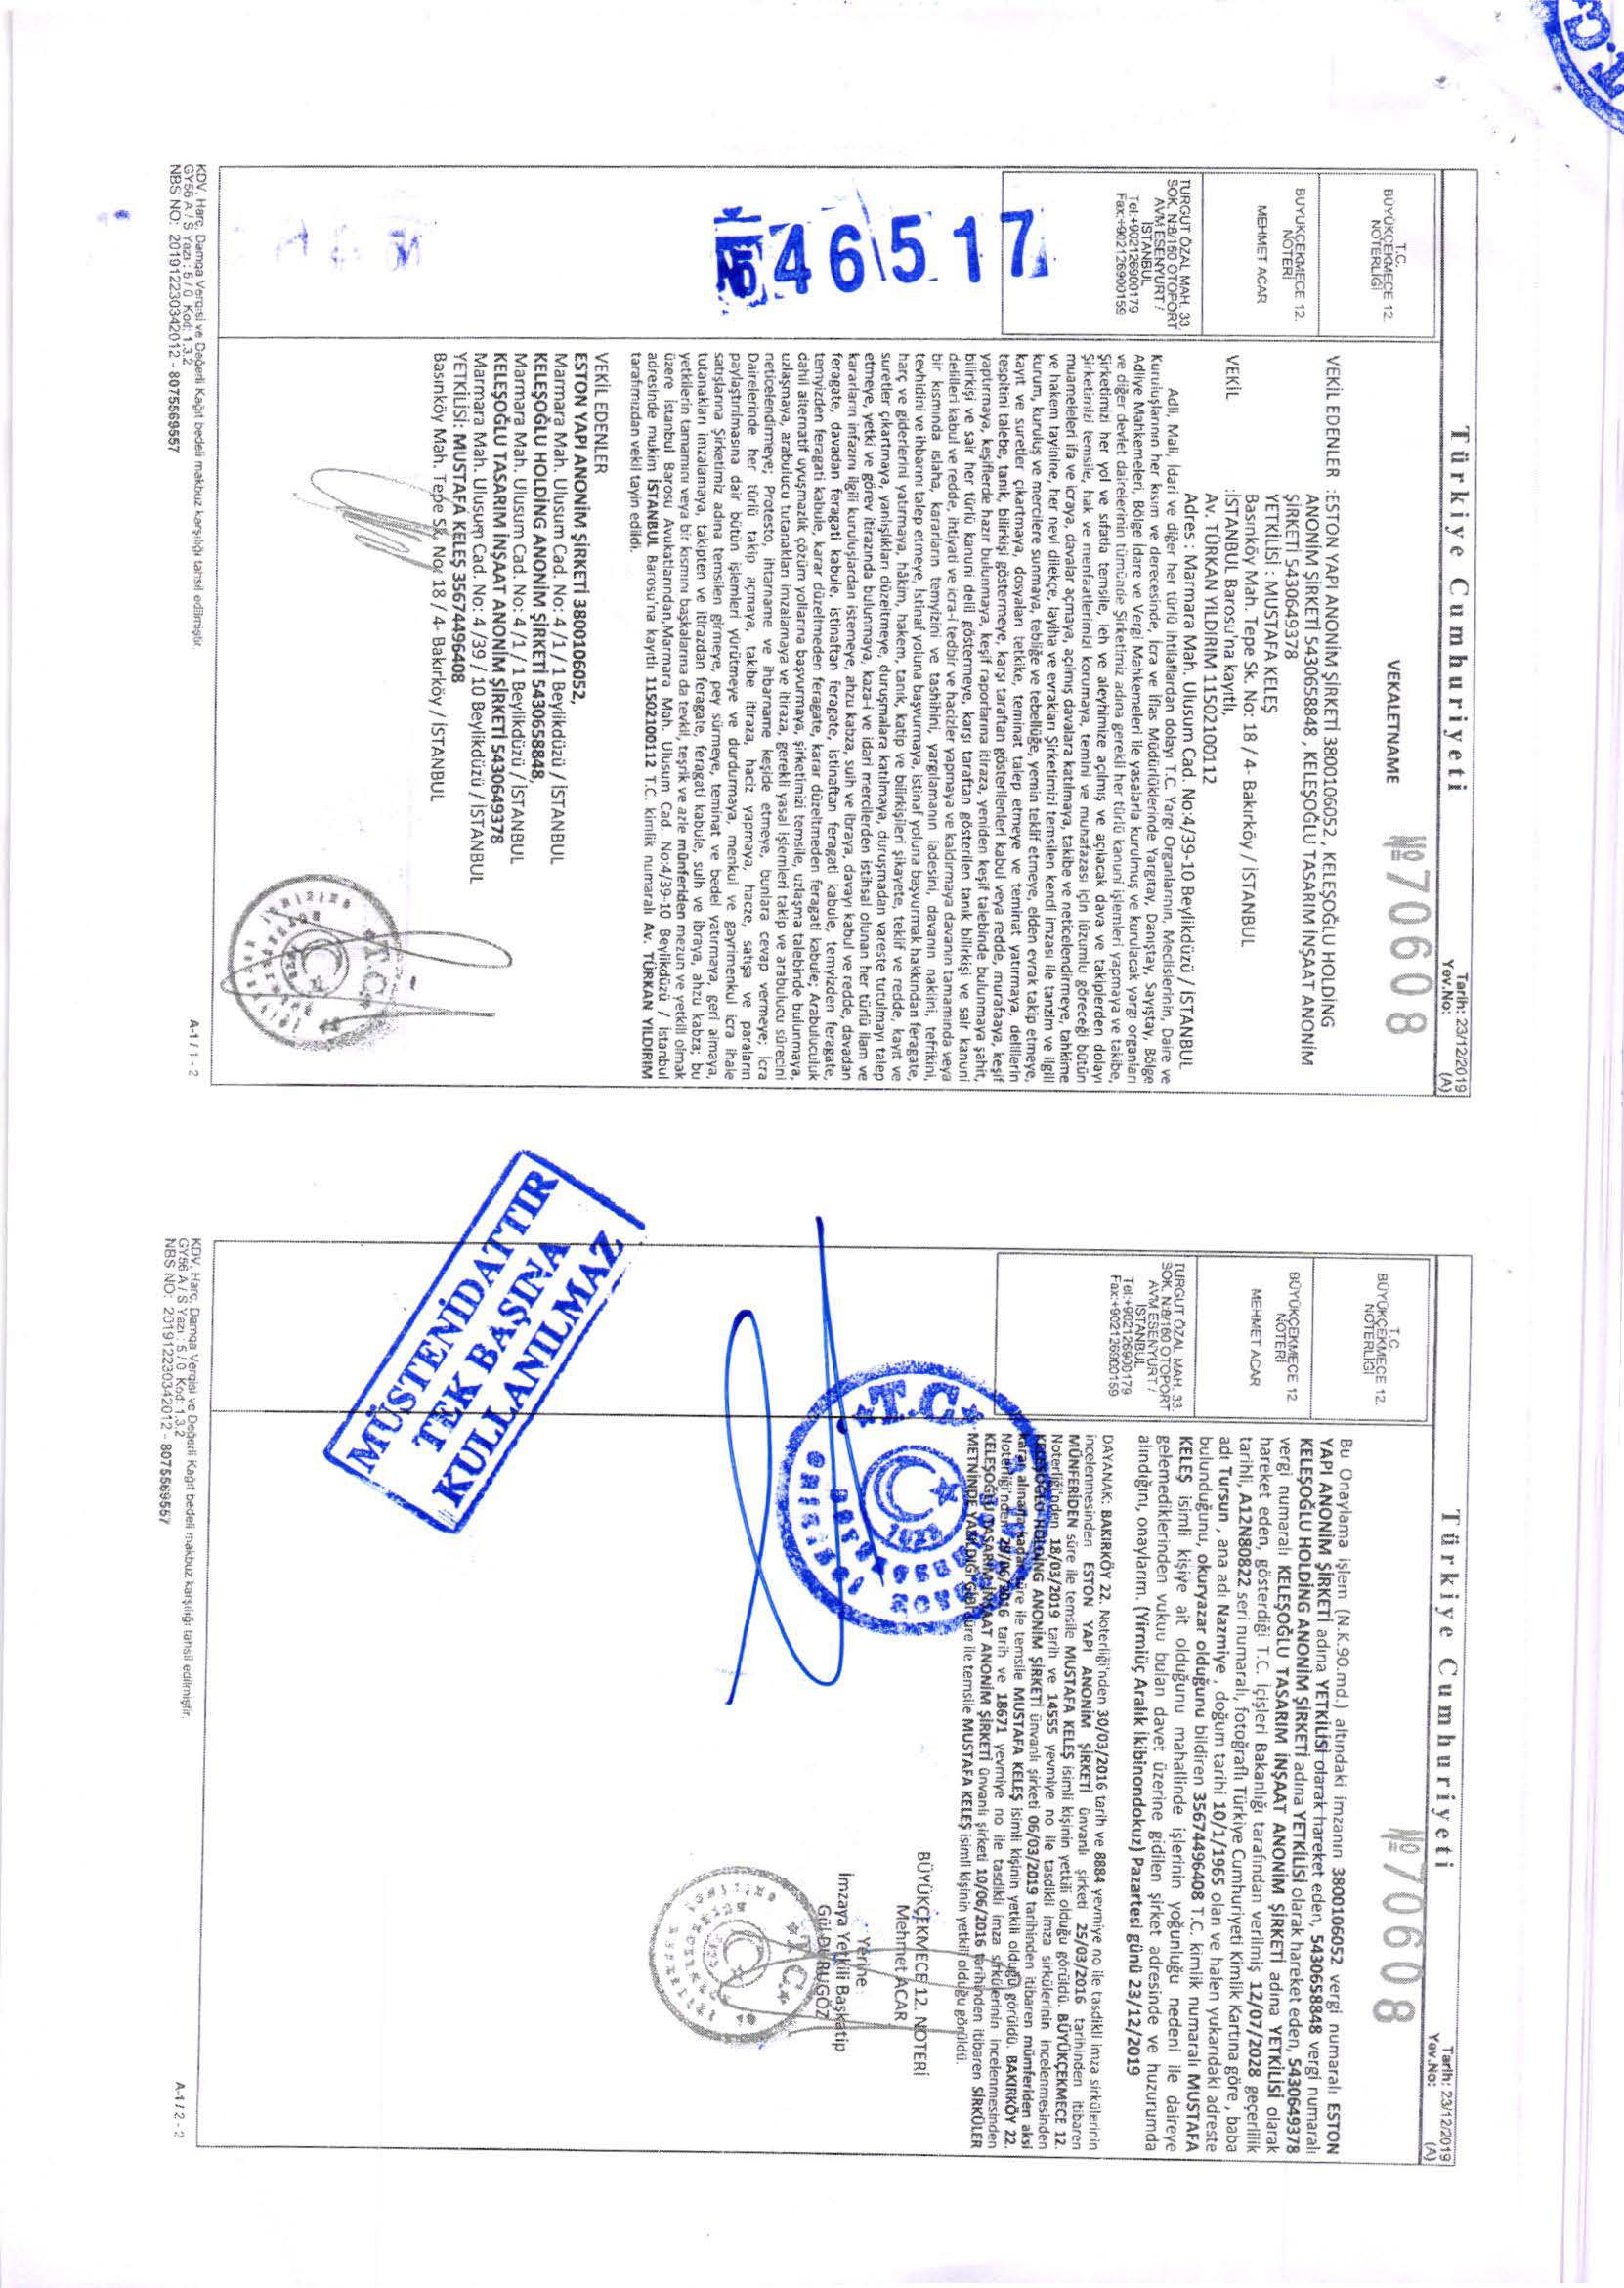 Türkiye Cumhuriyeti
Tarih: 23/12/2019
Yev.No: (A)
№70608
T.C.
BÜYÜKÇEKMECE 12.
NOTERLİĞİ
BÜYÜKÇEKMECE 12.
NOTERİ
MEHMET ACAR
TURGUT ÖZAL MAH. 33.
SOK. N:8/160 OTOPORT
AVM ESENYURT /
İSTANBUL
Tel:+902126900179
Fax:+902126900159
46517
VEKALETNAME
VEKİL EDENLER :ESTON YAPI ANONİM ŞİRKETİ 3800106052 , KELEŞOĞLU HOLDİNG
ANONİM ŞİRKETİ 5430658848 , KELEŞOĞLU TASARIM İNŞAAT ANONİM
ŞİRKETİ 5430649378
YETKİLİSİ : MUSTAFA KELEŞ
Basınköy Mah. Tepe Sk. No: 18 / 4- Bakırköy / İSTANBUL
VEKİL :İSTANBUL Barosu'na kayıtlı,
Av. TÜRKAN YILDIRIM 11502100112
Adres : Marmara Mah. Ulusum Cad. No:4/39-10 Beylikdüzü / İSTANBUL
Adli, Mali, İdari ve diğer her türlü ihtilaflardan dolayı T.C. Yargı Organlarının, Meclislerinin, Daire ve
Kuruluşlarının her kısım ve derecesinde, İcra ve İflas Müdürlüklerinde Yargıtay, Danıştay, Sayıştay, Bölge
Adliye Mahkemeleri, Bölge İdare ve Vergi Mahkemeleri ile yasalarla kurulmuş ve kurulacak yargı organları
ve diğer devlet dairelerinin tümünde Şirketimiz adına gerekli her türlü kanuni işlemleri yapmaya ve takibe,
Şirketimizi her yol ve sıfatla temsile, leh ve aleyhimize açılmış ve açılacak dava ve takiplerden dolayı
Şirketimizi temsile, hak ve menfaatlerimizi korumaya, temini ve muhafazası için lüzumlu göreceği bütün
muameleleri ifa ve icraya, davalar açmaya, açılmış davalara katılmaya, takibe ve neticelendirmeye, tahkime
ve hakem tayinine, her nevi dilekçe, layiha ve evrakları Şirketimizi temsilen kendi imzası ile tanzim ve ilgili
kurum, kuruluş ve mercilere sunmaya, tebliğe ve tebellüğe, yemin teklif etmeye, elden evrak takip etmeye,
kayıt ve suretler çıkartmaya, dosyaları tetkike, teminat talep etmeye ve teminat yatırmaya, delillerin
tespitini talebe, tanık, bilirkişi göstermeye, karşı taraftan gösterilenleri kabul veya redde, murafaaya, keşif
yaptırmaya, keşiflerde hazır bulunmaya, keşif raporlarına itiraza, yeniden keşif talebinde bulunmaya şahit,
bilirkişi ve sair her türlü kanuni delil göstermeye, karşı taraftan gösterilen tanık bilirkişi ve sair kanuni
delilleri kabul ve redde, ihtiyati ve icra-i tedbir ve hacizler yapmaya ve kaldırmaya davanın tamamında veya
bir kısmında ıslaha, kararların temyizini ve tashihini, yargılamanın iadesini, davanın nakiini, tefrikini,
tevhidini ve ihbarını talep etmeye, İstinaf yoluna başvurmaya, istinaf yoluna başvurmak hakkından feragate,
harç ve giderlerini yatırmaya, hâkim, hakem, tanık, katip ve bilirkişileri şikayete, teklif ve redde, kayıt ve
suretler çıkartmaya, yanlışlıkları düzeltmeye, duruşmalara katılmaya, duruşmadan vareste tutulmayı talep
etmeye, yetki ve görev itirazında bulunmaya, kaza-i ve idari mercilerden istihsal olunan her türlü ilam ve
kararların infazını ilgili kuruluşlardan istemeye, ahzu kabza, sulh ve ibraya, davayı kabul ve redde, davadan
feragate, davadan feragati kabule, istinaftan feragate, istinaftan feragati kabule, temyizden feragate,
temyizden feragati kabule, karar düzeltmeden feragate, karar düzeltmeden feragati kabule; Arabuluculuk
dahil alternatif uyuşmazlık çözüm yollarına başvurmaya, şirketimizi temsile, uzlaşma talebinde bulunmaya,
uzlaşmaya, arabulucu tutanakları imzalamaya ve itiraza, gerekli yasal işlemleri takip ve arabulucu sürecini
neticelendirmeye; Protesto, ihtarname ve ihbarname keşide etmeye, bunlara cevap vermeye; İcra
Dairelerinde her türlü takip açmaya, takibe itiraza, haciz yapmaya, hacze, satışa ve paraların
paylaştırılmasına dair bütün işlemleri yürütmeye ve durdurmaya, menkul ve gayrimenkul icra ihale
satışlarına Şirketimiz adına temsilen girmeye, pey sürmeye, teminat ve bedel yatırmaya, geri almaya,
tutanakları imzalamaya, takipten ve itirazdan feragate, feragati kabule, sulh ve ibraya, ahzu kabza; bu
yetkilerin tamamını veya bir kısmını başkalarına da tevkil, teşrik ve azle münferiden mezun ve yetkili olmak
üzere İstanbul Barosu Avukatlarından,Marmara Mah. Ulusum Cad. No:4/39-10 Beylikdüzü / İstanbul
adresinde mukim İSTANBUL Barosu'na kayıtlı 11502100112 T.C. kimlik numaralı Av. TÜRKAN YILDIRIM
tarafımızdan vekil tayin edildi.
VEKİL EDENLER
ESTON YAPI ANONİM ŞİRKETİ 3800106052,
Marmara Mah. Ulusum Cad. No: 4 /1 / 1 Beylikdüzü / İSTANBUL
KELEŞOĞLU HOLDİNG ANONİM ŞİRKETİ 5430658848,
Marmara Mah. Ulusum Cad. No: 4 /1 / 1 Beylikdüzü / İSTANBUL
KELEŞOĞLU TASARIM İNŞAAT ANONİM ŞİRKETİ 5430649378
Marmara Mah. Ulusum Cad. No: 4 /39 / 10 Beylikdüzü / İSTANBUL
YETKİLİSİ: MUSTAFA KELEŞ 35674496408
Basınköy Mah. Tepe Sk. No: 18 / 4- Bakırköy / İSTANBUL
T.C.
A-1 / 1 - 2
KDV, Harç, Damga Vergisi ve Değerli Kağıt bedeli makbuz karşılığı tahsil edilmiştir.
GY56 A / S Yazı : 5 / 0 Kod: 1.3.2
NBS NO: 201912230342012 - 8075569557
Türkiye Cumhuriyeti
Tarih: 23/12/2019
Yev.No: (A)
№70608
T.C.
BÜYÜKÇEKMECE 12.
NOTERLİĞİ
BÜYÜKÇEKMECE 12.
NOTERİ
MEHMET ACAR
TURGUT ÖZAL MAH. 33.
SOK. N:8/160 OTOPORT
AVM ESENYURT /
İSTANBUL
Tel:+902126900179
Fax:+902126900159
Bu Onaylama işlem (N.K.90.md.) altındaki imzanın 3800106052 vergi numaralı ESTON
YAPI ANONİM ŞİRKETİ adına YETKİLİSİ olarak hareket eden, 5430658848 vergi numaralı
KELEŞOĞLU HOLDİNG ANONİM ŞİRKETİ adına YETKİLİSİ olarak hareket eden, 5430649378
vergi numaralı KELEŞOĞLU TASARIM İNŞAAT ANONİM ŞİRKETİ adına YETKİLİSİ olarak
hareket eden, gösterdiği T.C. İçişleri Bakanlığı tarafından verilmiş 12/07/2028 geçerlilik
tarihli, A12N80822 seri numaralı, fotoğraflı Türkiye Cumhuriyeti Kimlik Kartına göre , baba
adı Tursun , ana adı Nazmiye , doğum tarihi 10/1/1965 olan ve halen yukarıdaki adreste
bulunduğunu, okuryazar olduğunu bildiren 35674496408 T.C. kimlik numaralı MUSTAFA
KELEŞ isimli kişiye ait olduğunu mahallinde işlerinin yoğunluğu nedeni ile daireye
gelemediklerinden vukuu bulan davet üzerine gidilen şirket adresinde ve huzurumda
alındığını, onaylarım. (Yirmiüç Aralık İkibinondokuz) Pazartesi günü 23/12/2019
DAYANAK: BAKIRKÖY 22. Noterliği'nden 30/03/2016 tarih ve 8884 yevmiye no ile tasdikli imza sirkülerinin
incelenmesinden ESTON YAPI ANONİM ŞİRKETİ ünvanlı şirketi 25/03/2016 tarihinden itibaren
MÜNFERİDEN süre ile temsile MUSTAFA KELEŞ isimli kişinin yetkili olduğu görüldü. BÜYÜKÇEKMECE 12.
Noterliği'nden 18/03/2019 tarih ve 14555 yevmiye no ile tasdikli imza sirkülerinin incelenmesinden
KELEŞOĞLU HOLDİNG ANONİM ŞİRKETİ ünvanlı şirketi 06/03/2019 tarihinden itibaren mümferiden aksi
karar alınana kadar süre ile temsile MUSTAFA KELEŞ isimli kişinin yetkili olduğu görüldü. BAKIRKÖY 22.
Noterliği'nden 29/06/2016 tarih ve 18671 yevmiye no ile tasdikli imza sirkülerinin incelenmesinden
KELEŞOĞLU TASARIM İNŞAAT ANONİM ŞİRKETİ ünvanlı şirketi 10/06/2016 tarihinden itibaren SİRKÜLER
METNİNDE YAZILDIĞI GİBİ süre ile temsile MUSTAFA KELEŞ isimli kişinin yetkili olduğu görüldü.
BÜYÜKÇEKMECE 12. NOTERİ
Mehmet ACAR
Yerine
İmzaya Yetkili Başkatip
Gül DURUGÖZ
T.C.
T.C.
MÜSTENİDATTIR
TEK BAŞINA
KULLANILMAZ
A-1 / 2 - 2
KDV, Harç, Damga Vergisi ve Değerli Kağıt bedeli makbuz karşılığı tahsil edilmiştir.
GY56 A / S Yazı : 5 / 0 Kod: 1.3.2
NBS NO: 201912230342012 - 8075569557